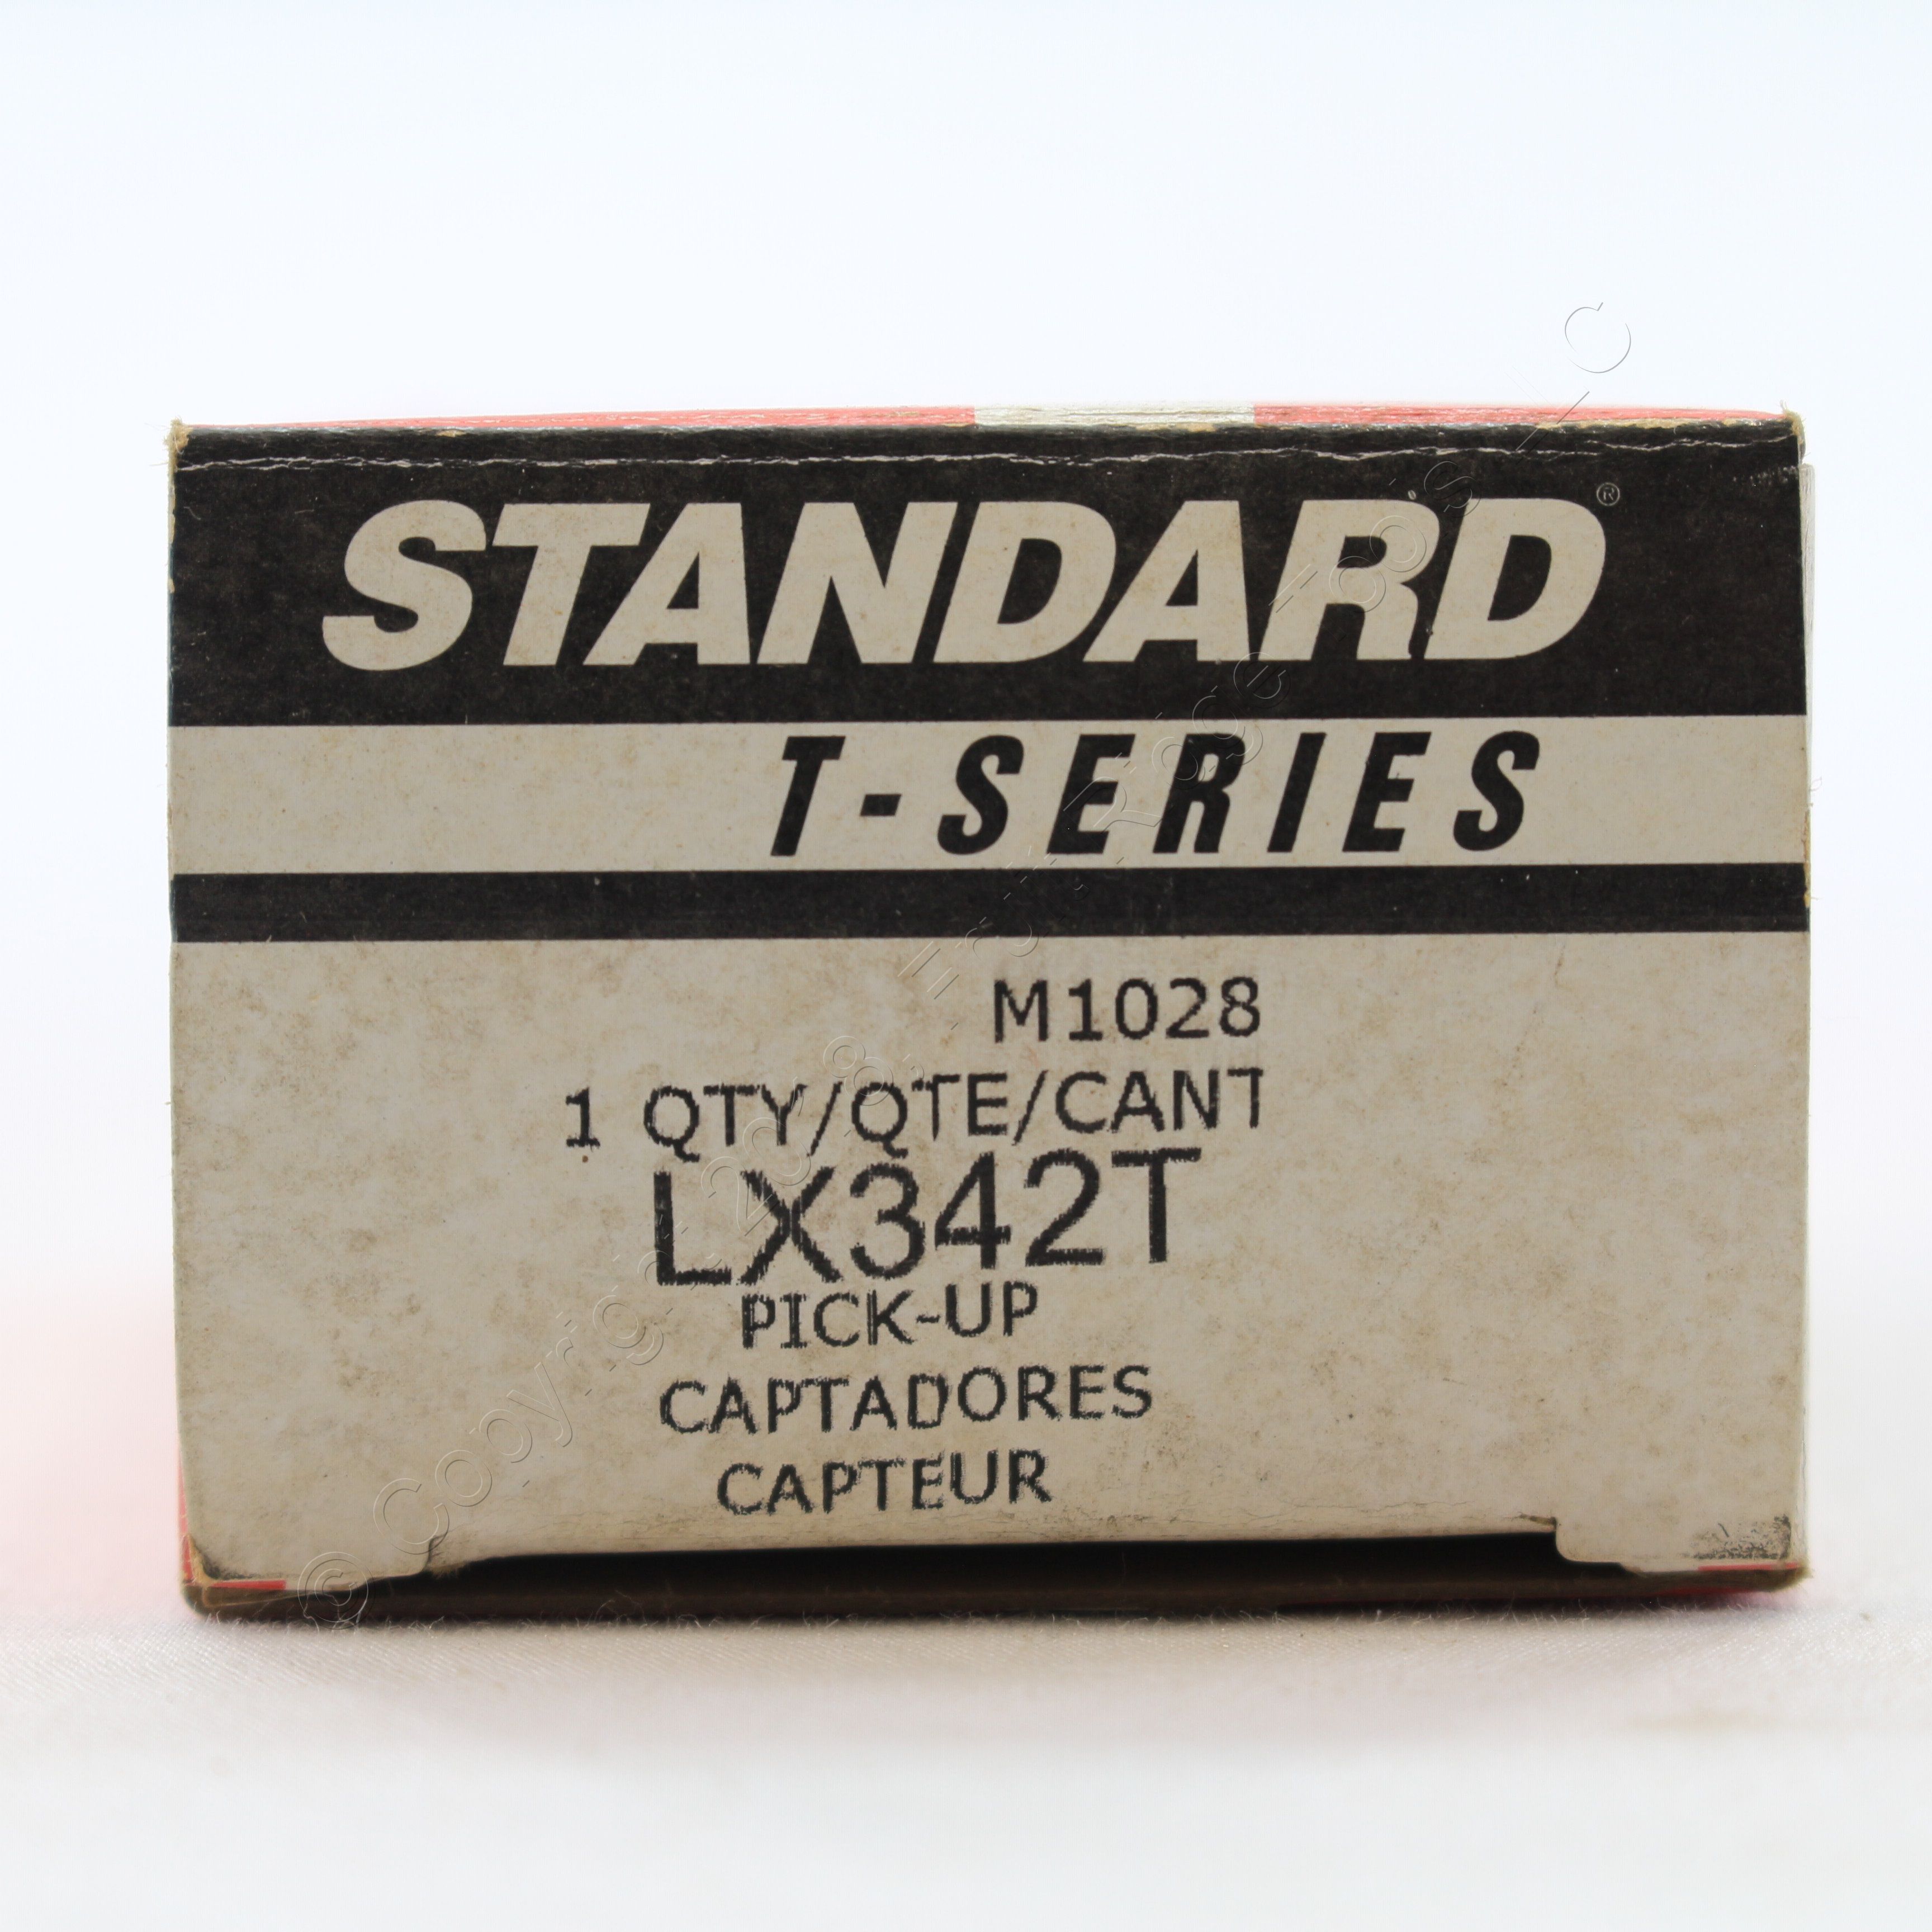 STANDARD®
T-SERIES
M1028
1 QTY/QTE/CANT
LX342T
PICK-UP
CAPTADORES
CAPTEUR